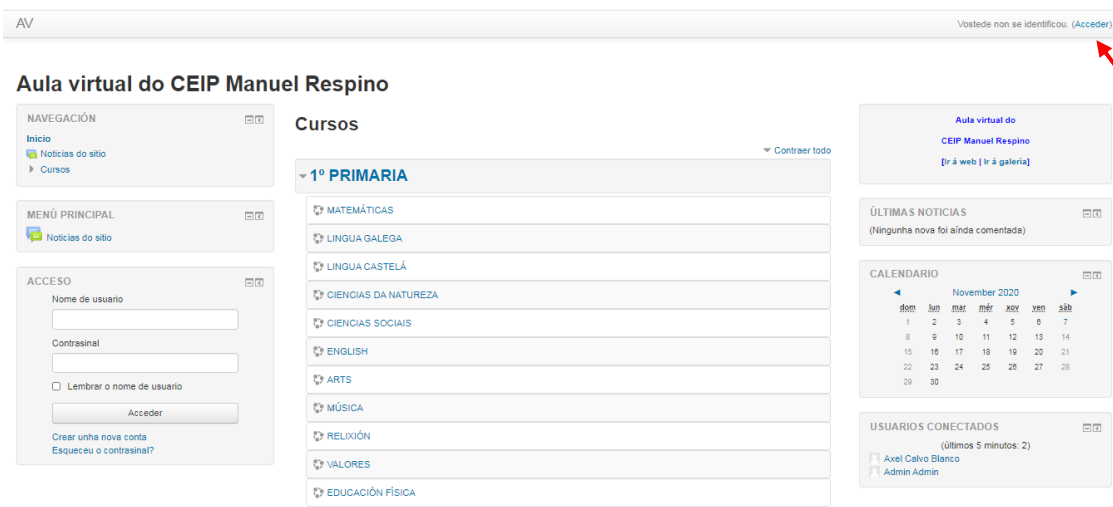 AV
Vostede non se identificou. (Acceder)
Aula virtual do CEIP Manuel Respino
NAVEGACIÓN
Inicio
Noticias do sitio
Cursos
MENÚ PRINCIPAL
Noticias do sitio
ACCESO
Nome de usuario
Contrasinal
Lembrar o nome de usuario
Acceder
Crear unha nova conta
Esqueceu o contrasinal?
Cursos
Contraer todo
1º PRIMARIA
MATEMÁTICAS
LINGUA GALEGA
LINGUA CASTELÁ
CIENCIAS DA NATUREZA
CIENCIAS SOCIAIS
ENGLISH
ARTS
MÚSICA
RELIXIÓN
VALORES
EDUCACIÓN FÍSICA
Aula virtual do
CEIP Manuel Respino
[Ir á web | Ir á galería]
ÚLTIMAS NOTICIAS
(Ningunha nova foi aínda comentada)
CALENDARIO
◄ November 2020 ►
dom lun mar mér xov ven sáb
1 2 3 4 5 6 7
8 9 10 11 12 13 14
15 16 17 18 19 20 21
22 23 24 25 26 27 28
29 30
USUARIOS CONECTADOS
(últimos 5 minutos: 2)
Axel Calvo Blanco
Admin Admin